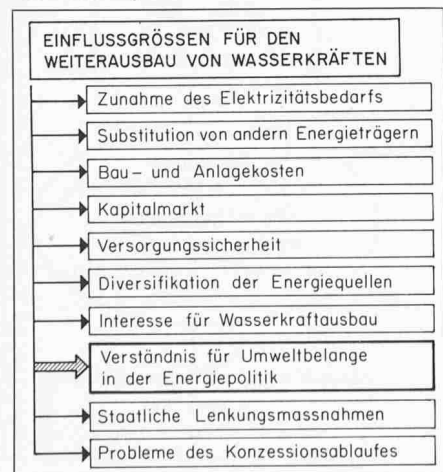 EINFLUSSGRÖSSEN FÜR DEN
WEITERAUSBAU VON WASSERKRÄFTEN
Zunahme des Elektrizitätsbedarfs
Substitution von andern Energieträgern
Bau- und Anlagekosten
Kapitalmarkt
Versorgungssicherheit
Diversifikation der Energiequellen
Interesse für Wasserkraftausbau
Verständnis für Umweltbelange
in der Energiepolitik
Staatliche Lenkungsmassnahmen
Probleme des Konzessionsablaufes